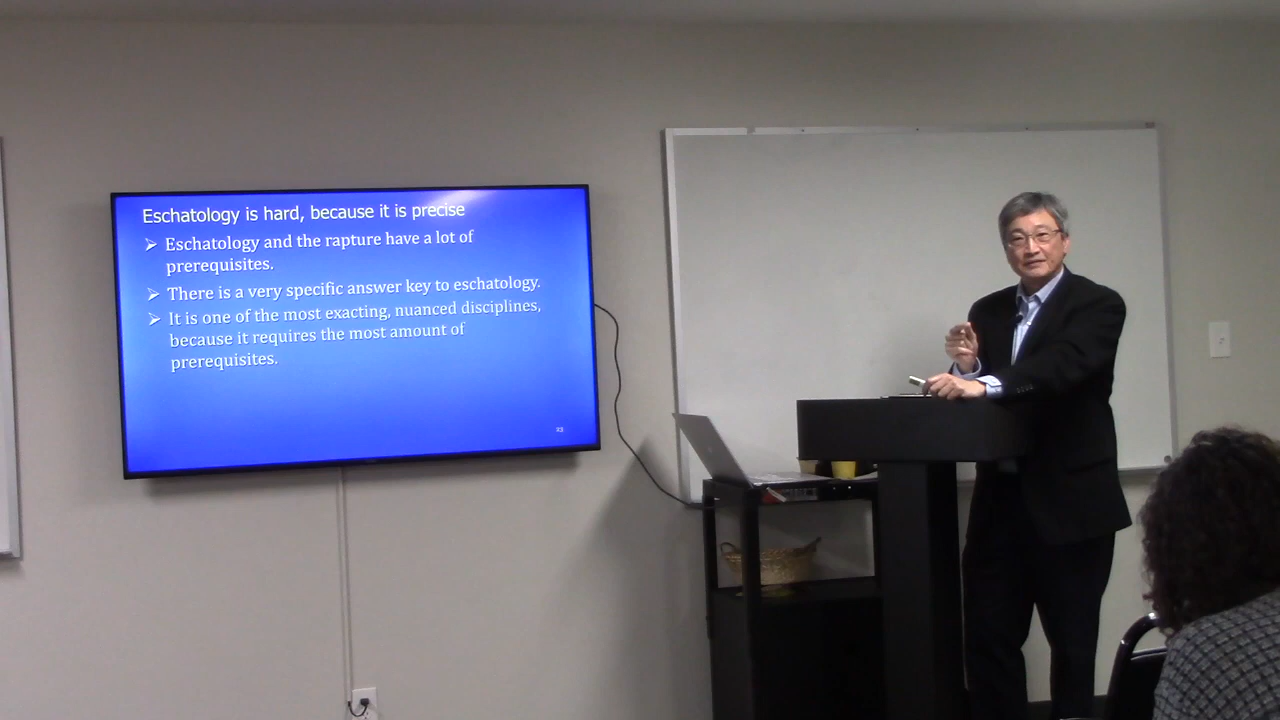 Eschatology is hard, because it is precise
➢ Eschatology and the rapture have a lot of
prerequisites.
➢ There is a very specific answer key to eschatology.
➢ It is one of the most exacting, nuanced disciplines,
because it requires the most amount of
prerequisites.